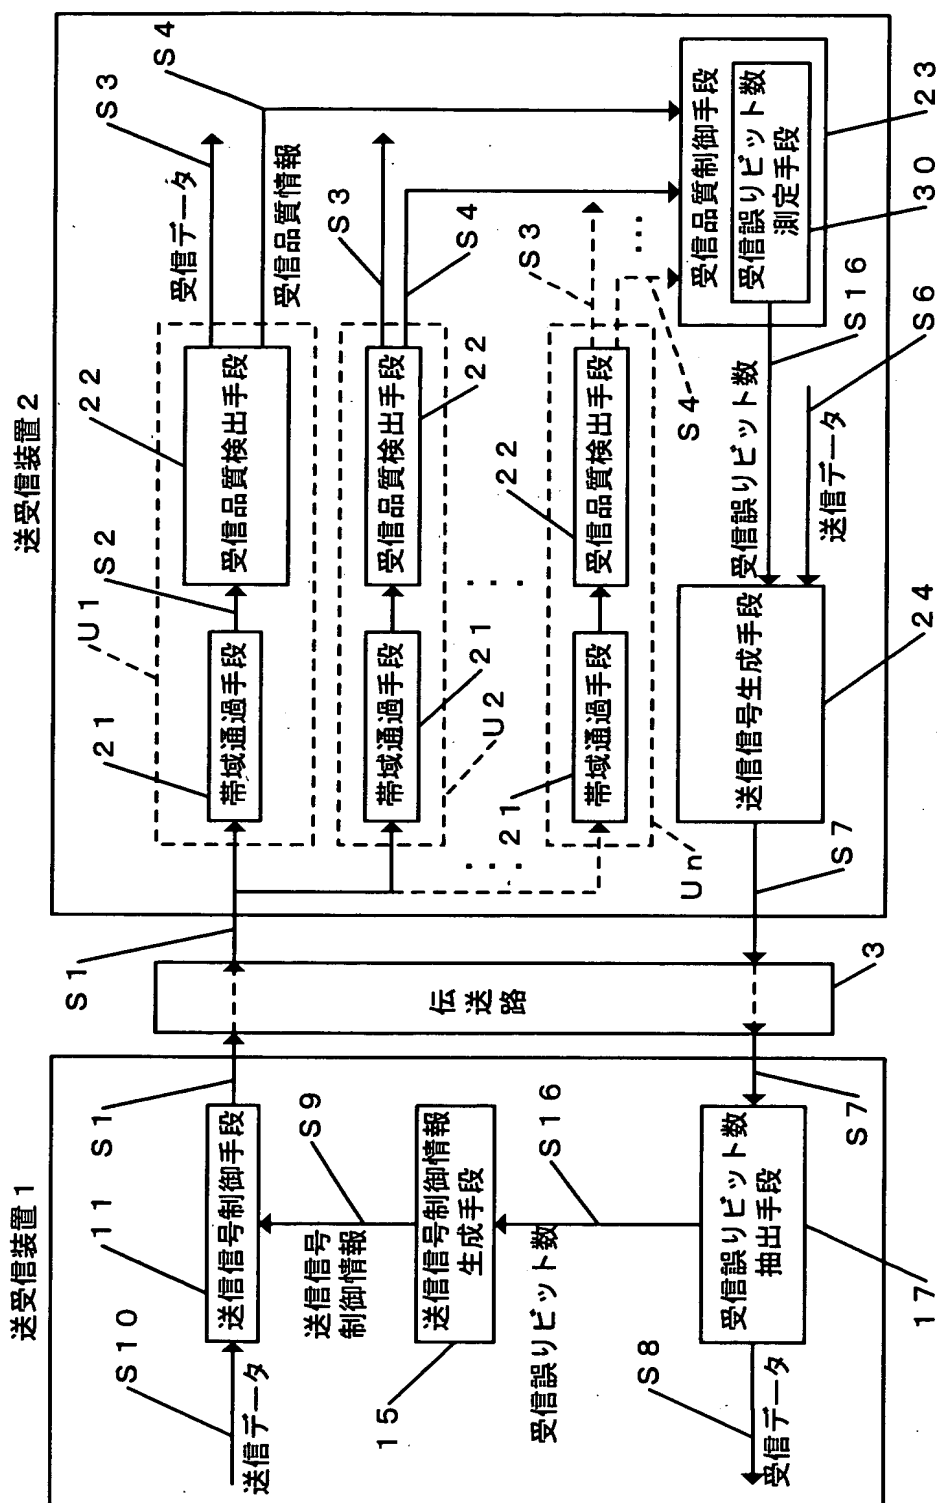 送受信装置1
S10
送信データ
11
送信信号制御手段
S1
S9
送信信号
制御情報
15
送信信号制御情報
生成手段
S16
受信誤りビット数
受信誤りビット数
抽出手段
17
S8
受信データ
S7
S1
伝送路
3
送受信装置2
U1
21
帯域通過手段
S2
22
受信品質検出手段
受信データ
S3
受信品質情報
S4
帯域通過手段
21
U2
受信品質検出手段
22
S3
S4
...
...
21
帯域通過手段
Un
22
受信品質検出手段
S3
S4
...
受信品質制御手段
受信誤りビット数
測定手段
23
30
S16
受信誤りビット数
S6
送信データ
送信信号生成手段
24
S7